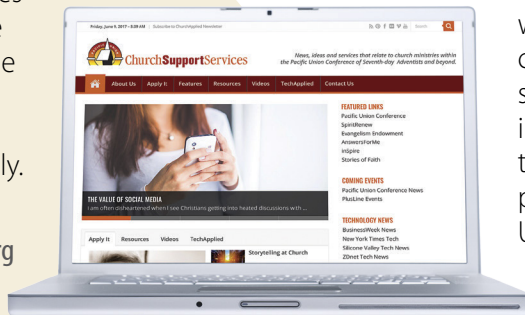 es
e
e
ly.
rg
Friday, June 9, 2017 - 8:39 AM | Subscribe to ChurchApplied Newsletter
Search
ChurchSupportServices
News, ideas and services that relate to church ministries within
the Pacific Union Conference of Seventh-day Adventists and beyond.
About Us Apply It Features Resources Videos TechApplied Contact Us
THE VALUE OF SOCIAL MEDIA
I am often disheartened when I see Christians getting into heated discussions with ...
Apply It Resources Videos TechApplied
Storytelling at Church
FEATURED LINKS
Pacific Union Conference
SpiritRenew
Evangelism Endowment
AnswersForMe
inSpire
Stories of Faith
COMING EVENTS
Pacific Union Conference News
PlusLine Events
TECHNOLOGY NEWS
BusinessWeek News
New York Times Tech
Silicone Valley Tech News
ZDnet Tech News
w
c
s
i
t
p
U